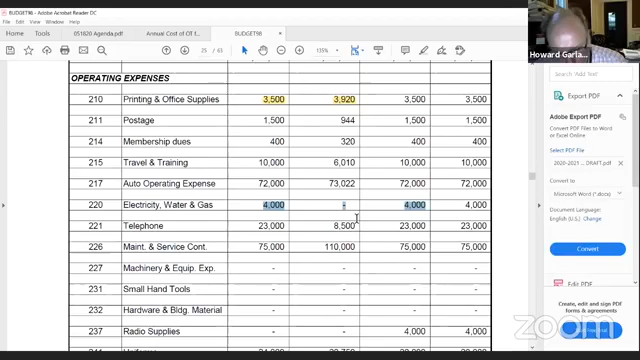 BUDGET98 - Adobe Acrobat Reader DC
File Edit View Window Help
051820 Agenda.pdf
Annual Cost of OT f...
BUDGET98
25 / 63
135%
Howard Garla...
OPERATING EXPENSES
210 Printing & Office Supplies 3,500 3,920 3,500 3,500
211 Postage 1,500 944 1,500 1,500
214 Membership dues 400 320 400 400
215 Travel & Training 10,000 6,010 10,000 10,000
217 Auto Operating Expense 72,000 73,022 72,000 72,000
220 Electricity, Water & Gas 4,000 - 4,000 4,000
221 Telephone 23,000 8,500 23,000 23,000
226 Maint. & Service Cont. 75,000 110,000 75,000 75,000
227 Machinery & Equip. Exp. - - - -
231 Small Hand Tools - - - -
232 Hardware & Bldg. Material - - - -
237 Radio Supplies - - 4,000 4,000
Search 'Add Text'
Export PDF
Adobe Export PDF
Convert PDF Files to Word
or Excel Online
Select PDF File
2020-2021 ... DRAFT.pdf
Convert to
Microsoft Word (*.docx)
Document Language:
English (U.S.) Change
Convert
Edit PDF
Create, edit and sign PDF
forms & agreements
zoom